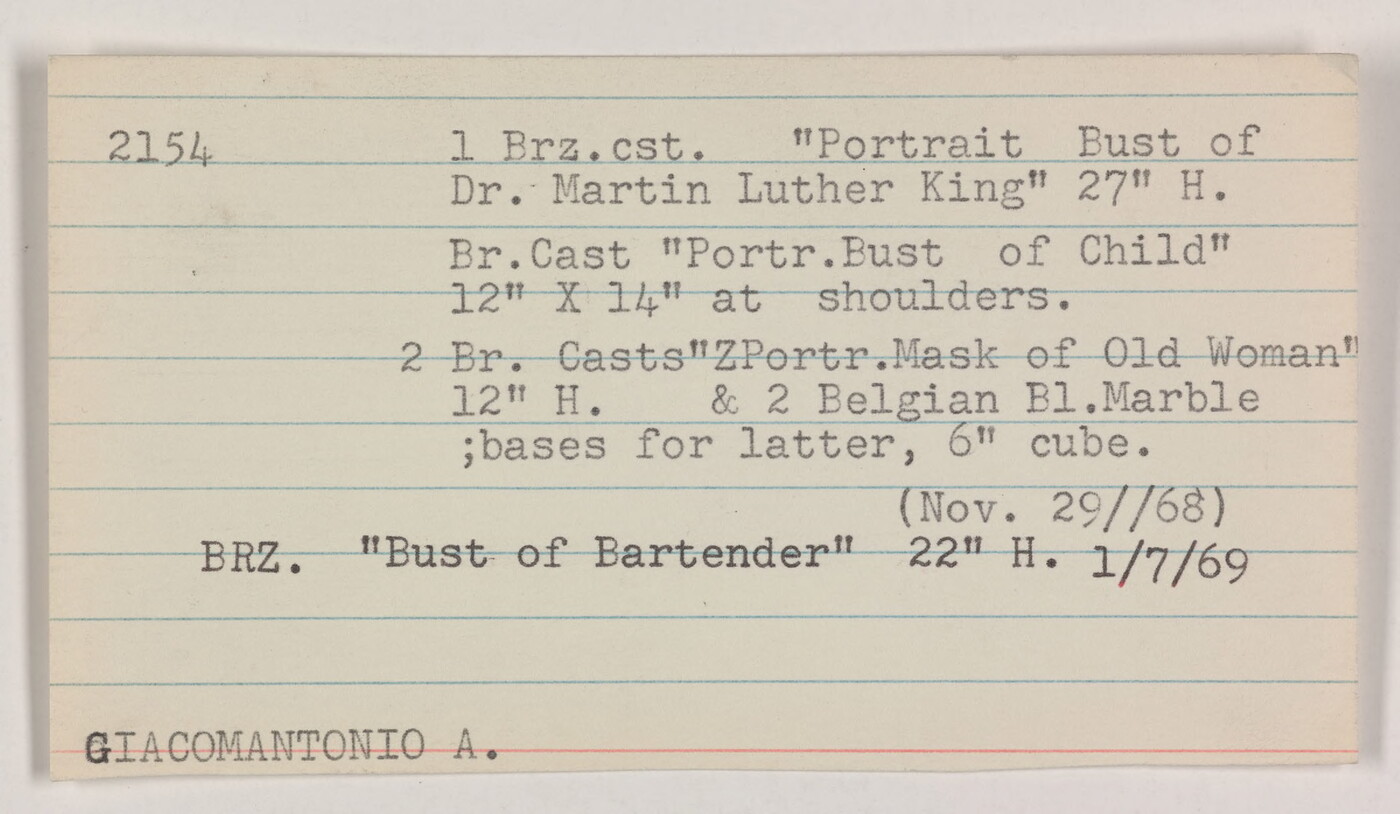 2154 1 Brz.cst. "Portrait Bust of
Dr. Martin Luther King" 27" H.
Br.Cast "Portr.Bust of Child"
12" X 14" at shoulders.
2 Br. Casts"ZPortr.Mask of Old Woman"
12" H. & 2 Belgian Bl.Marble
;bases for latter, 6" cube.
(Nov. 29//68)
BRZ. "Bust of Bartender" 22" H. 1/7/69
GIACOMANTONIO A.